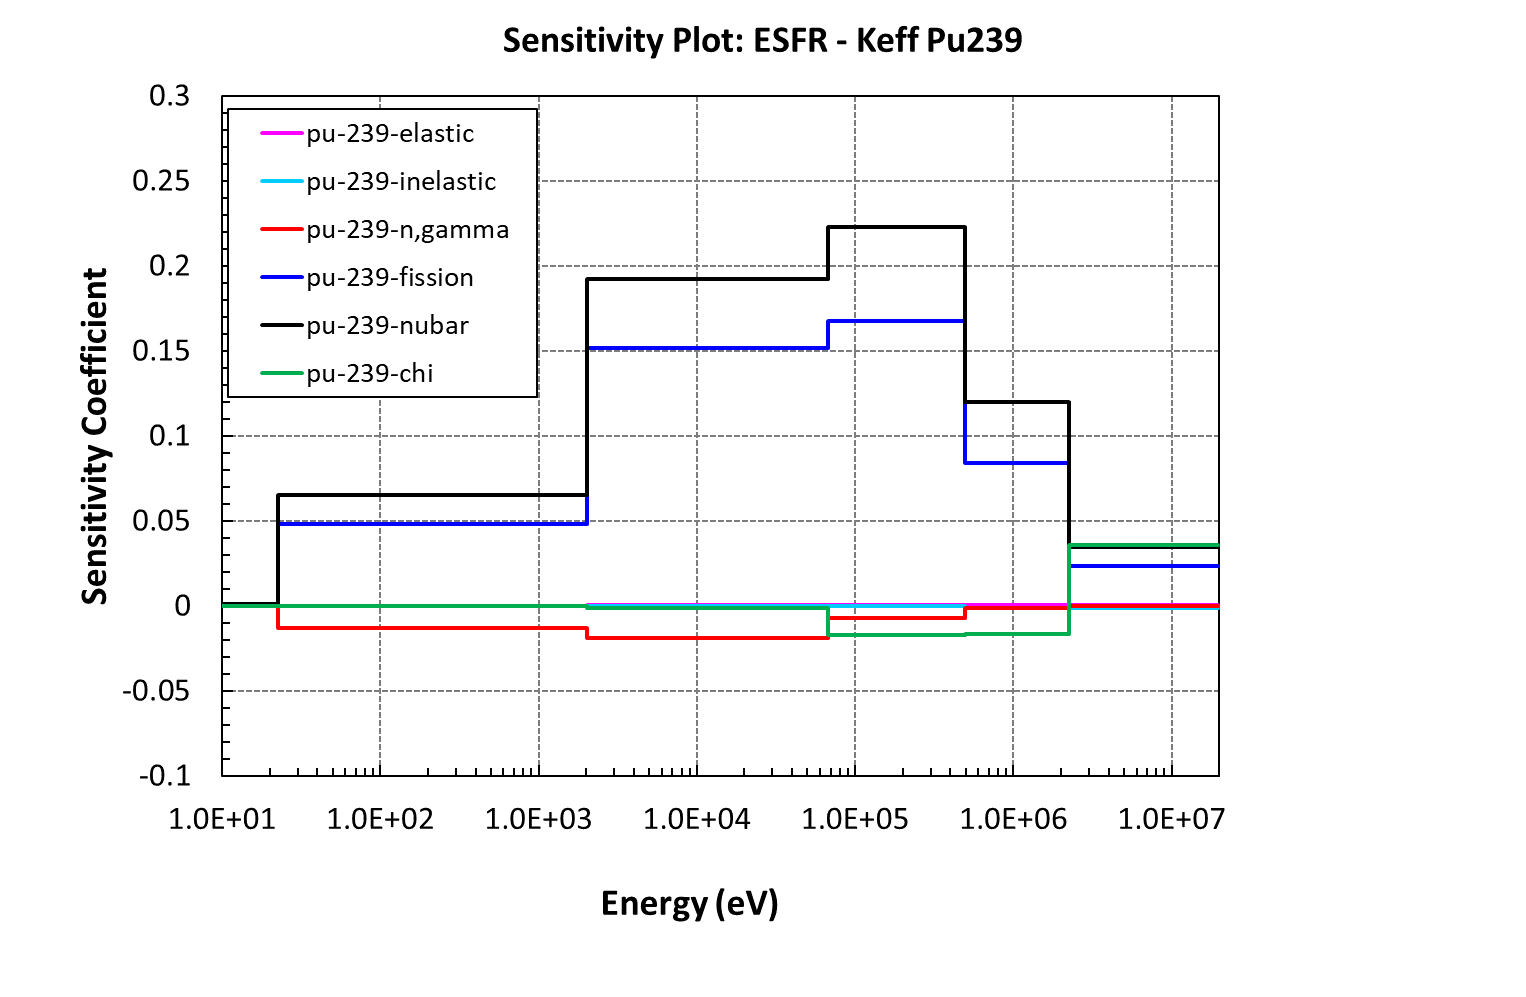 Sensitivity Plot: ESFR - Keff Pu239
Sensitivity Coefficient
0.3
0.25
0.2
0.15
0.1
0.05
0
-0.05
-0.1
pu-239-elastic
pu-239-inelastic
pu-239-n,gamma
pu-239-fission
pu-239-nubar
pu-239-chi
1.0E+01 1.0E+02 1.0E+03 1.0E+04 1.0E+05 1.0E+06 1.0E+07
Energy (eV)